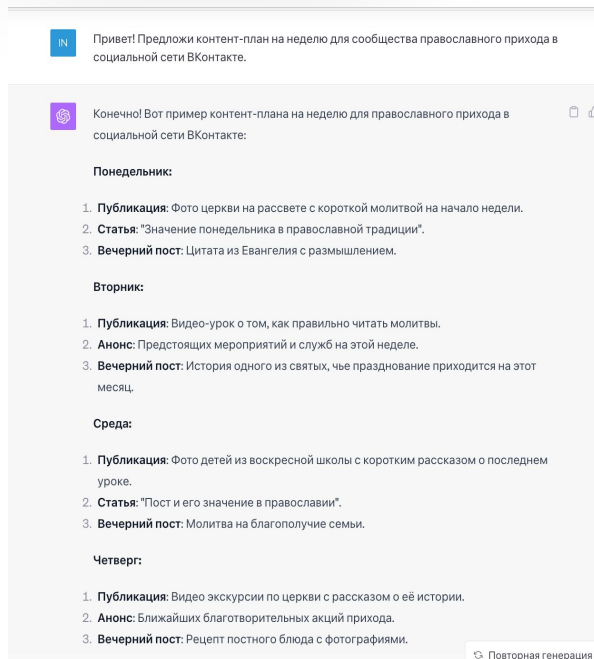 IN
Привет! Предложи контент-план на неделю для сообщества православного прихода в
социальной сети ВКонтакте.
Конечно! Вот пример контент-плана на неделю для православного прихода в
социальной сети ВКонтакте:
Понедельник:
1. Публикация: Фото церкви на рассвете с короткой молитвой на начало недели.
2. Статья: "Значение понедельника в православной традиции".
3. Вечерний пост: Цитата из Евангелия с размышлением.
Вторник:
1. Публикация: Видео-урок о том, как правильно читать молитвы.
2. Анонс: Предстоящих мероприятий и служб на этой неделе.
3. Вечерний пост: История одного из святых, чье празднование приходится на этот
месяц.
Среда:
1. Публикация: Фото детей из воскресной школы с коротким рассказом о последнем
уроке.
2. Статья: "Пост и его значение в православии".
3. Вечерний пост: Молитва на благополучие семьи.
Четверг:
1. Публикация: Видео экскурсии по церкви с рассказом о её истории.
2. Анонс: Ближайших благотворительных акций прихода.
3. Вечерний пост: Рецепт постного блюда с фотографиями.
Повторная генерация